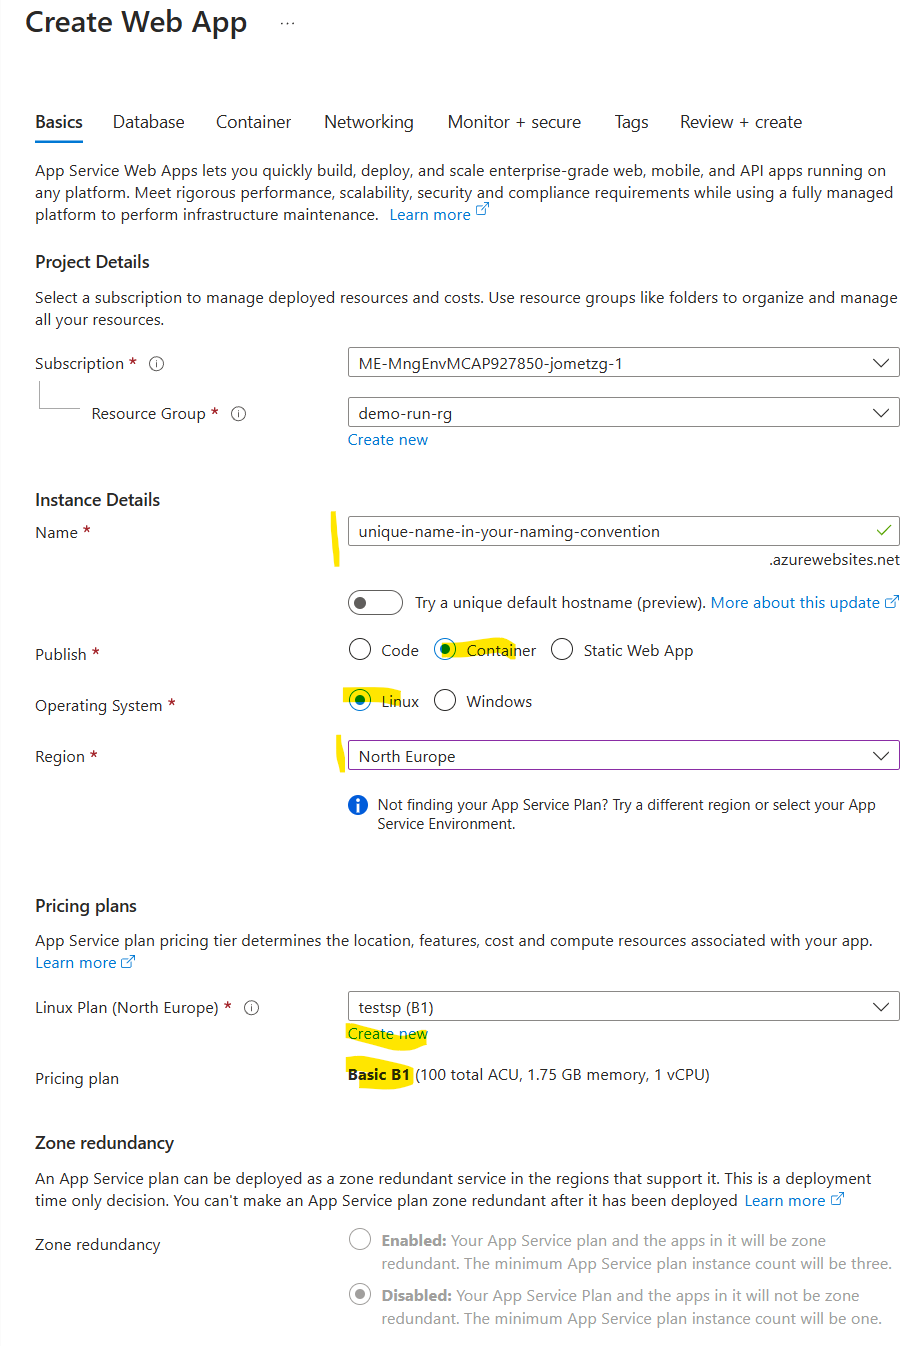 Create Web App ...
Basics Database Container Networking Monitor + secure Tags Review + create
App Service Web Apps lets you quickly build, deploy, and scale enterprise-grade web, mobile, and API apps running on
any platform. Meet rigorous performance, scalability, security and compliance requirements while using a fully managed
platform to perform infrastructure maintenance. Learn more
Project Details
Select a subscription to manage deployed resources and costs. Use resource groups like folders to organize and manage
all your resources.
Subscription * ME-MngEnvMCAP927850-jometzg-1
Resource Group * demo-run-rg
Create new
Instance Details
Name * unique-name-in-your-naming-convention
.azurewebsites.net
Try a unique default hostname (preview). More about this update
Publish * Code Container Static Web App
Operating System * Linux Windows
Region * North Europe
Not finding your App Service Plan? Try a different region or select your App
Service Environment.
Pricing plans
App Service plan pricing tier determines the location, features, cost and compute resources associated with your app.
Learn more
Linux Plan (North Europe) * testsp (B1)
Create new
Pricing plan Basic B1 (100 total ACU, 1.75 GB memory, 1 vCPU)
Zone redundancy
An App Service plan can be deployed as a zone redundant service in the regions that support it. This is a deployment
time only decision. You can't make an App Service plan zone redundant after it has been deployed Learn more
Zone redundancy Enabled: Your App Service plan and the apps in it will be zone
redundant. The minimum App Service plan instance count will be three.
Disabled: Your App Service Plan and the apps in it will not be zone
redundant. The minimum App Service plan instance count will be one.